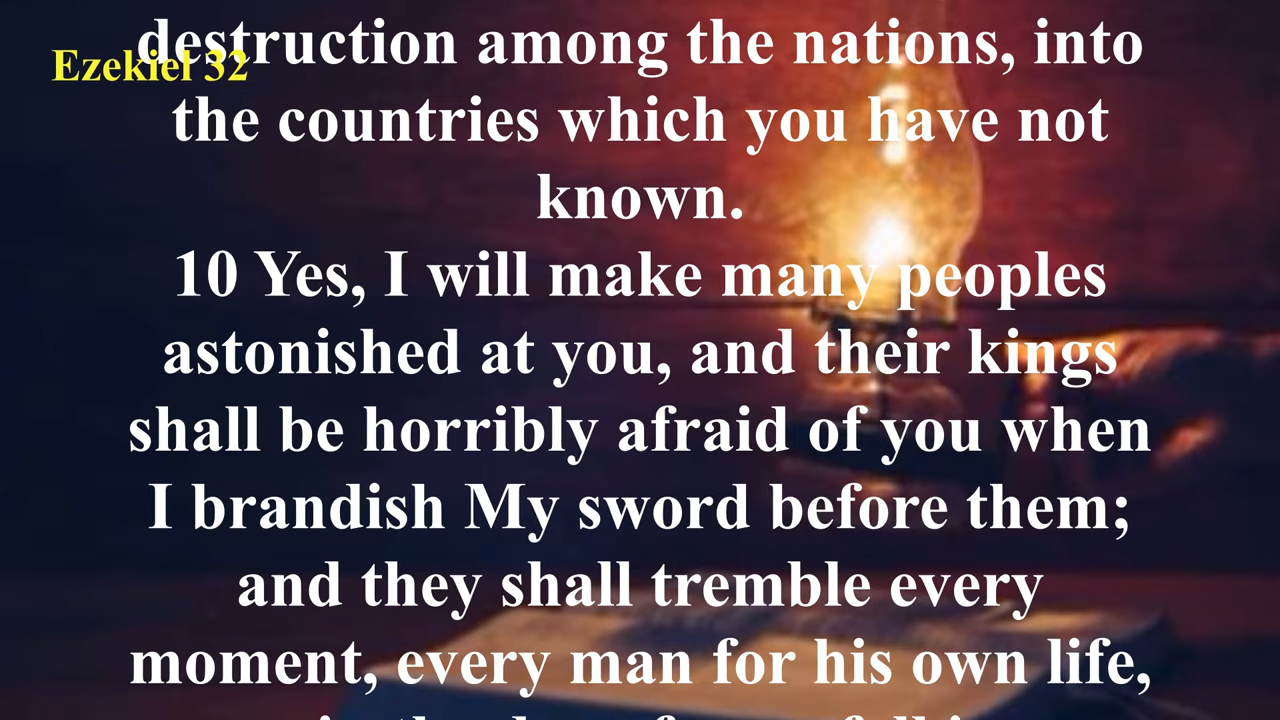 destruction among the nations, into
Ezekiel 32
the countries which you have not
known.
10 Yes, I will make many peoples
astonished at you, and their kings
shall be horribly afraid of you when
I brandish My sword before them;
and they shall tremble every
moment, every man for his own life,